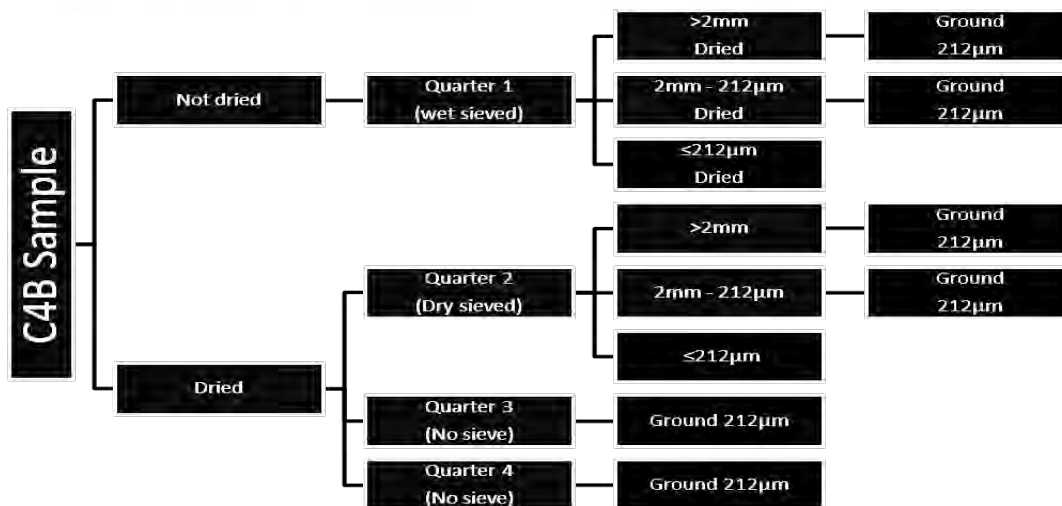 C4B Sample
Not dried
Quarter 1
(wet sieved)
>2mm
Dried
Ground
212µm
2mm - 212µm
Dried
Ground
212µm
≤212µm
Dried
Dried
Quarter 2
(Dry sieved)
>2mm
Ground
212µm
2mm - 212µm
Ground
212µm
≤212µm
Quarter 3
(No sieve)
Ground 212µm
Quarter 4
(No sieve)
Ground 212µm